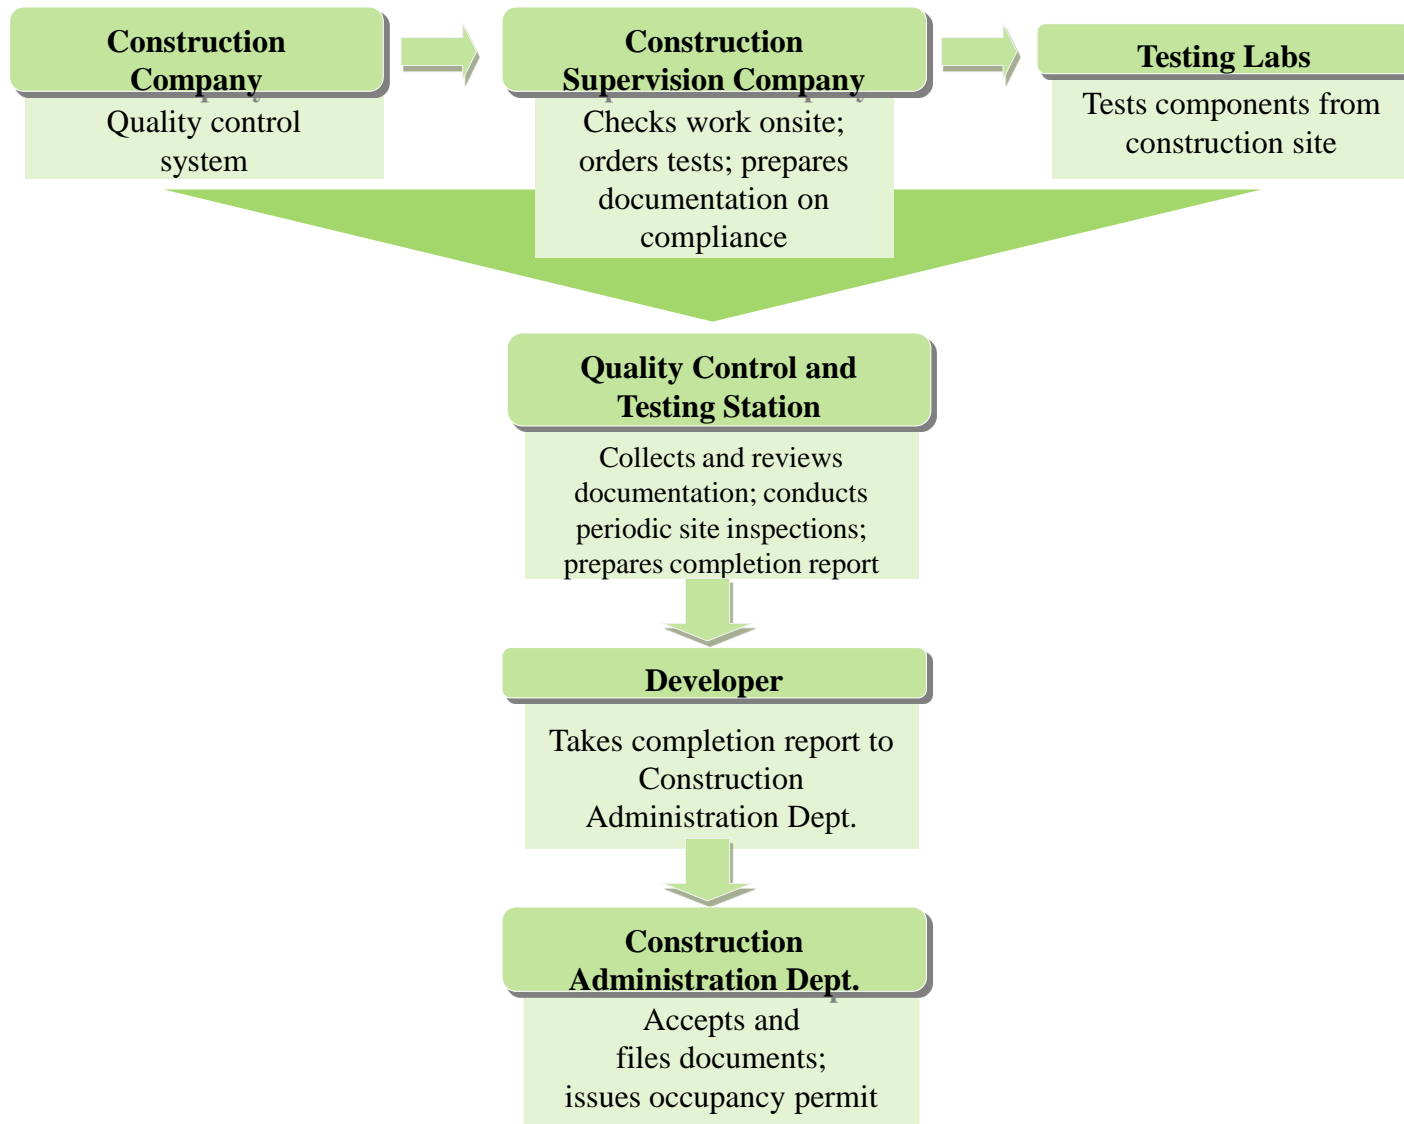 Construction
Company
Quality control
system
Construction
Supervision Company
Checks work onsite;
orders tests; prepares
documentation on
compliance
Testing Labs
Tests components from
construction site
Quality Control and
Testing Station
Collects and reviews
documentation; conducts
periodic site inspections;
prepares completion report
Developer
Takes completion report to
Construction
Administration Dept.
Construction
Administration Dept.
Accepts and
files documents;
issues occupancy permit